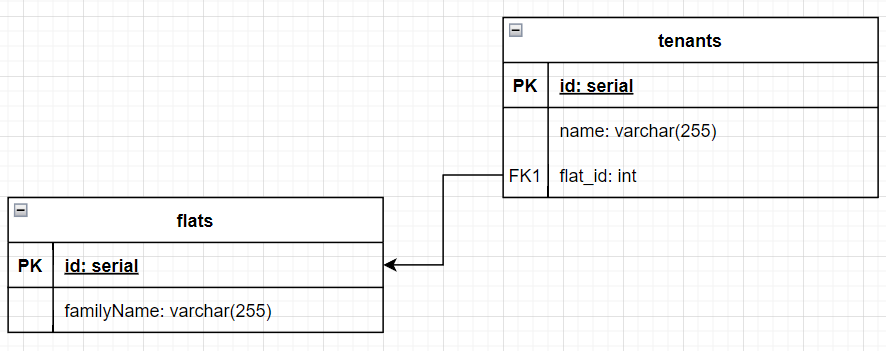 tenants
PK id: serial
name: varchar(255)
FK1 flat_id: int
flats
PK id: serial
familyName: varchar(255)